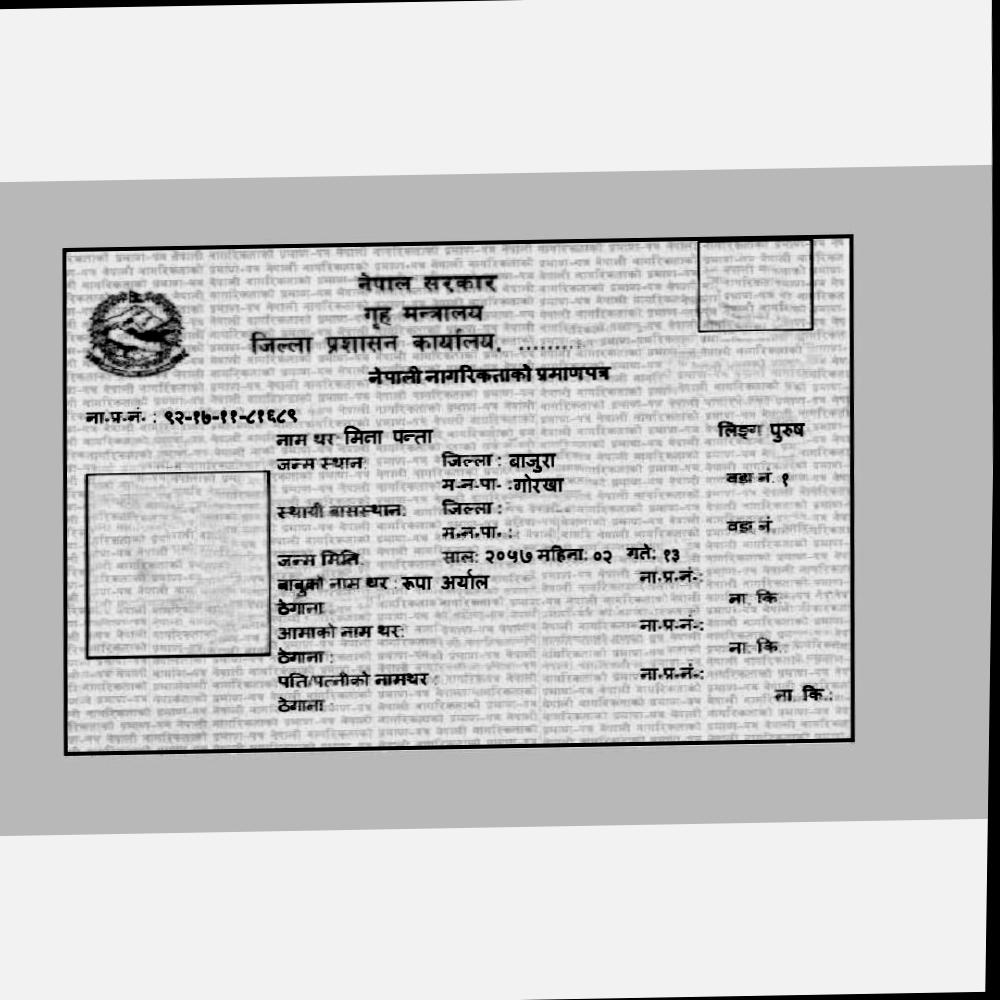 नेपाल सरकार
गृह मन्त्रालय
जिल्ला प्रशासन कार्यालय, .........
नेपाली नागरिकताको प्रमाणपत्र
ना.प्र.नं. : ९२-१७-११-८१६८९
नाम थर: मिना पन्ता लिङ्ग पुरुष
जन्म स्थान: जिल्ला : बाजुरा
म.न.पा. :गोरखा वडा नं. १
स्थायी बासस्थान: जिल्ला :
म.न.पा. : वडा नं.
जन्म मिति: साल: २०५७ महिना: ०२ गते: १३
बाबुको नाम थर : रूपा अर्याल ना.प्र.नं.:
ठेगाना : ना. कि.:
आमाको नाम थर: ना.प्र.नं.:
ठेगाना : ना. कि.:
पति/पत्नीको नामथर : ना.प्र.नं.:
ठेगाना : ना. कि.: